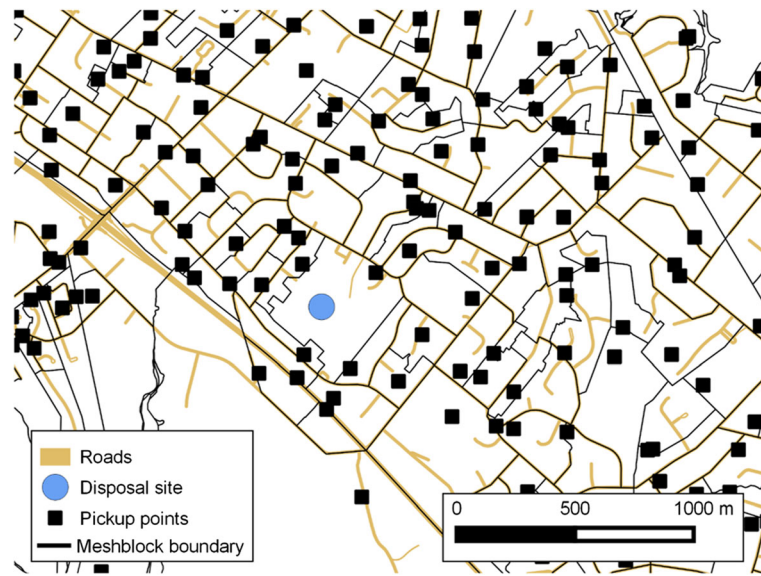 Roads
Disposal site
Pickup points
Meshblock boundary
0 500 1000 m